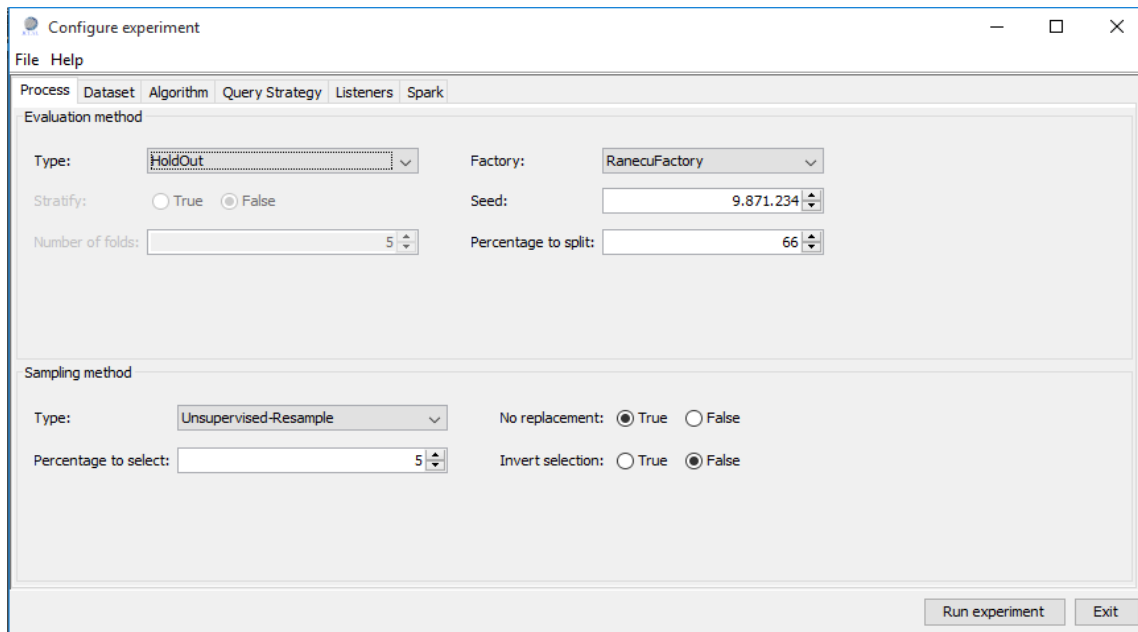 Configure experiment
File Help
Process Dataset Algorithm Query Strategy Listeners Spark
Evaluation method
Type: HoldOut Factory: RanecuFactory
Stratify: True False Seed: 9.871.234
Number of folds: 5 Percentage to split: 66
Sampling method
Type: Unsupervised-Resample No replacement: True False
Percentage to select: 5 Invert selection: True False
Run experiment Exit